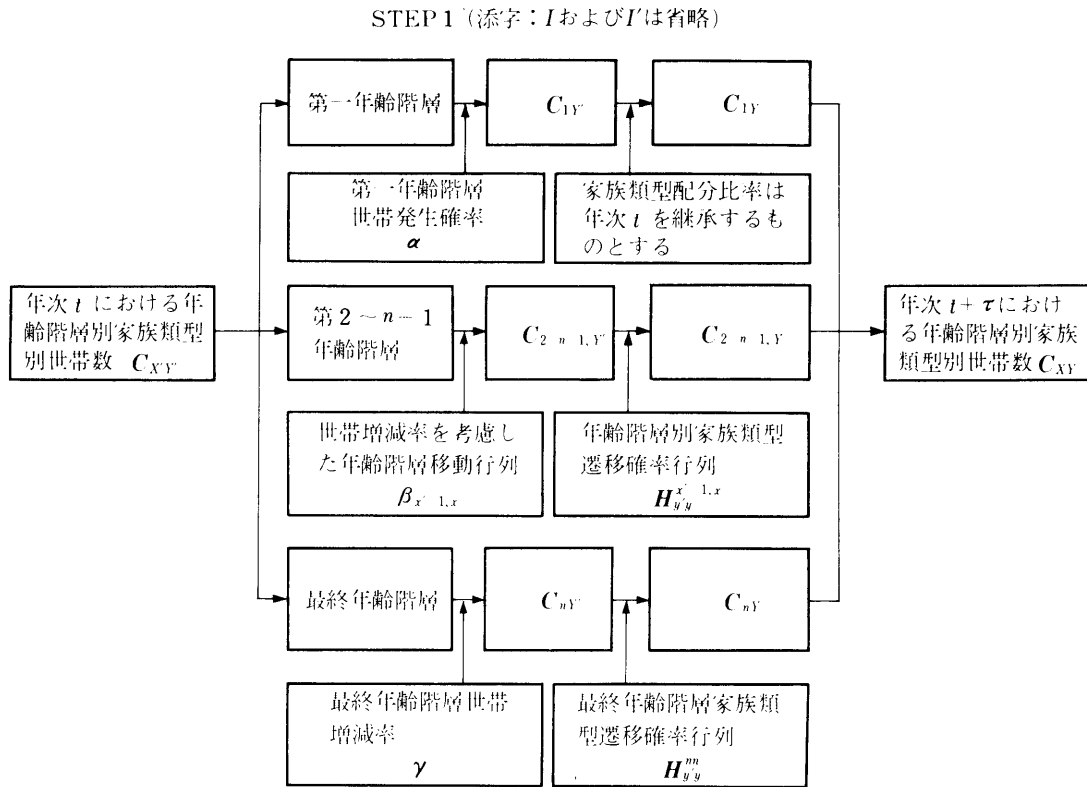 STEP 1 (添字：IおよびI'は省略)
第一年齢階層
C1Y'
C1Y
第一年齢階層
世帯発生確率
α
家族類型配分比率は
年次 t を継承するも
のとする
年次 t における年
齢階層別家族類型
別世帯数 CX'Y'
第 2〜n−1
年齢階層
C2〜n−1,Y'
C2〜n−1,Y
年次 t+τにおけ
る年齢階層別家族
類型別世帯数CXY
世帯増減率を考慮し
た年齢階層移動行列
βx'−1,x
年齢階層別家族類型
遷移確率行列
Hy'y x'−1,x
最終年齢階層
CnY'
CnY
最終年齢階層世帯
増減率
γ
最終年齢階層家族類
型遷移確率行列
Hy'y nn